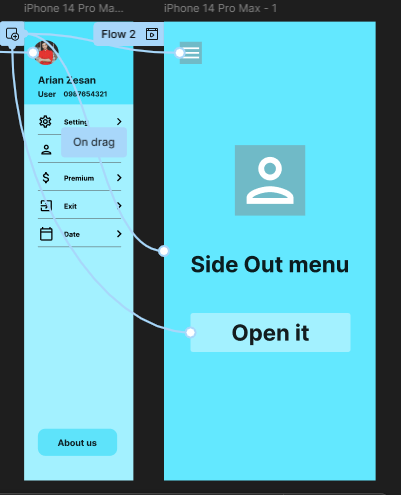 iPhone 14 Pro Ma...
iPhone 14 Pro Max - 1
Flow 2
Arian Zesan
User 0987654321
Setting
On drag
Premium
Exit
Date
About us
Side Out menu
Open it